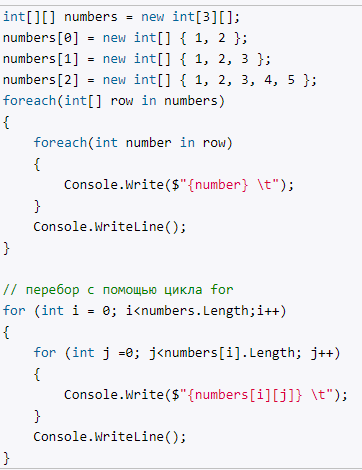 int[][] numbers = new int[3][];
numbers[0] = new int[] { 1, 2 };
numbers[1] = new int[] { 1, 2, 3 };
numbers[2] = new int[] { 1, 2, 3, 4, 5 };
foreach(int[] row in numbers)
{
    foreach(int number in row)
    {
        Console.Write($"{number} \t");
    }
    Console.WriteLine();
}

// перебор с помощью цикла for
for (int i = 0; i<numbers.Length;i++)
{
    for (int j =0; j<numbers[i].Length; j++)
    {
        Console.Write($"{numbers[i][j]} \t");
    }
    Console.WriteLine();
}